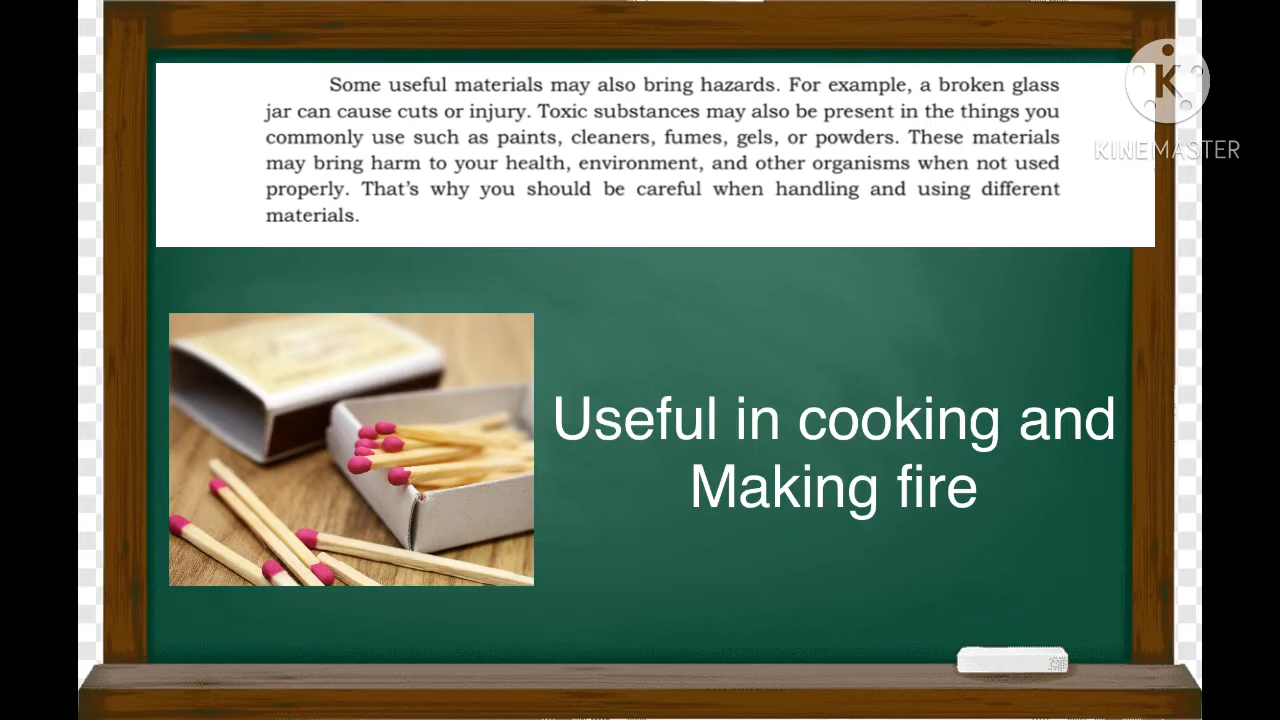 Some useful materials may also bring hazards. For example, a broken glass
jar can cause cuts or injury. Toxic substances may also be present in the things you
commonly use such as paints, cleaners, fumes, gels, or powders. These materials
may bring harm to your health, environment, and other organisms when not used
properly. That's why you should be careful when handling and using different
materials.
K
KINEMASTER
Useful in cooking and
Making fire